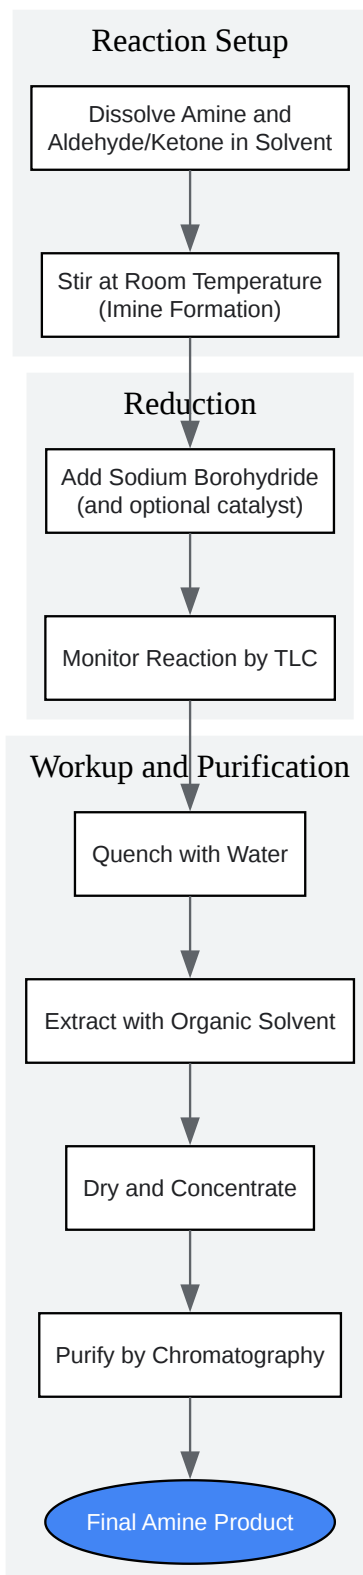 Reaction Setup
Dissolve Amine and
Aldehyde/Ketone in Solvent
Stir at Room Temperature
(Imine Formation)
Reduction
Add Sodium Borohydride
(and optional catalyst)
Monitor Reaction by TLC
Workup and Purification
Quench with Water
Extract with Organic Solvent
Dry and Concentrate
Purify by Chromatography
Final Amine Product